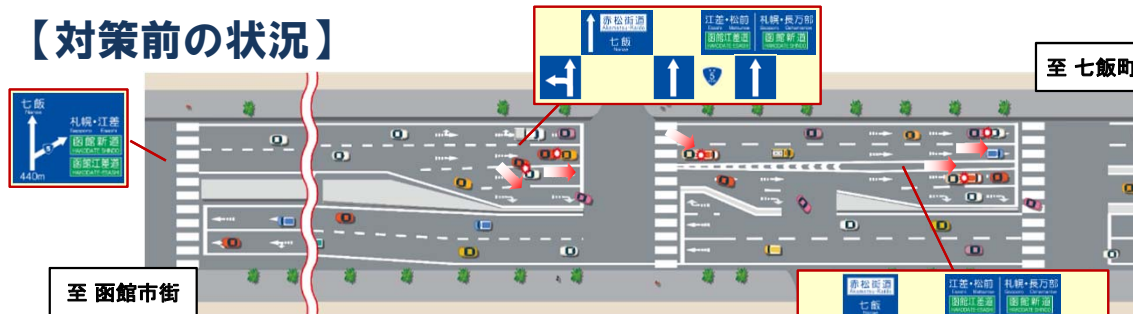 【対策前の状況】
赤松街道
Akamatsu-Kaido
七飯
Nanae
江差・松前
Esashi Matsumae
函館江差道
HAKODATE-ESASHI
札幌・長万部
Sapporo Oshamambe
函館新道
HAKODATE SHINDO
至 七飯町
七飯
Nanae
札幌・江差
Sapporo Esashi
函館新道
HAKODATE SHINDO
函館江差道
HAKODATE-ESASHI
5
440m
5
至 函館市街
赤松街道
Akamatsu-Kaido
七飯
江差・松前
Esashi Matsumae
函館江差道
HAKODATE-ESASHI
札幌・長万部
Sapporo Oshamambe
函館新道
HAKODATE SHINDO